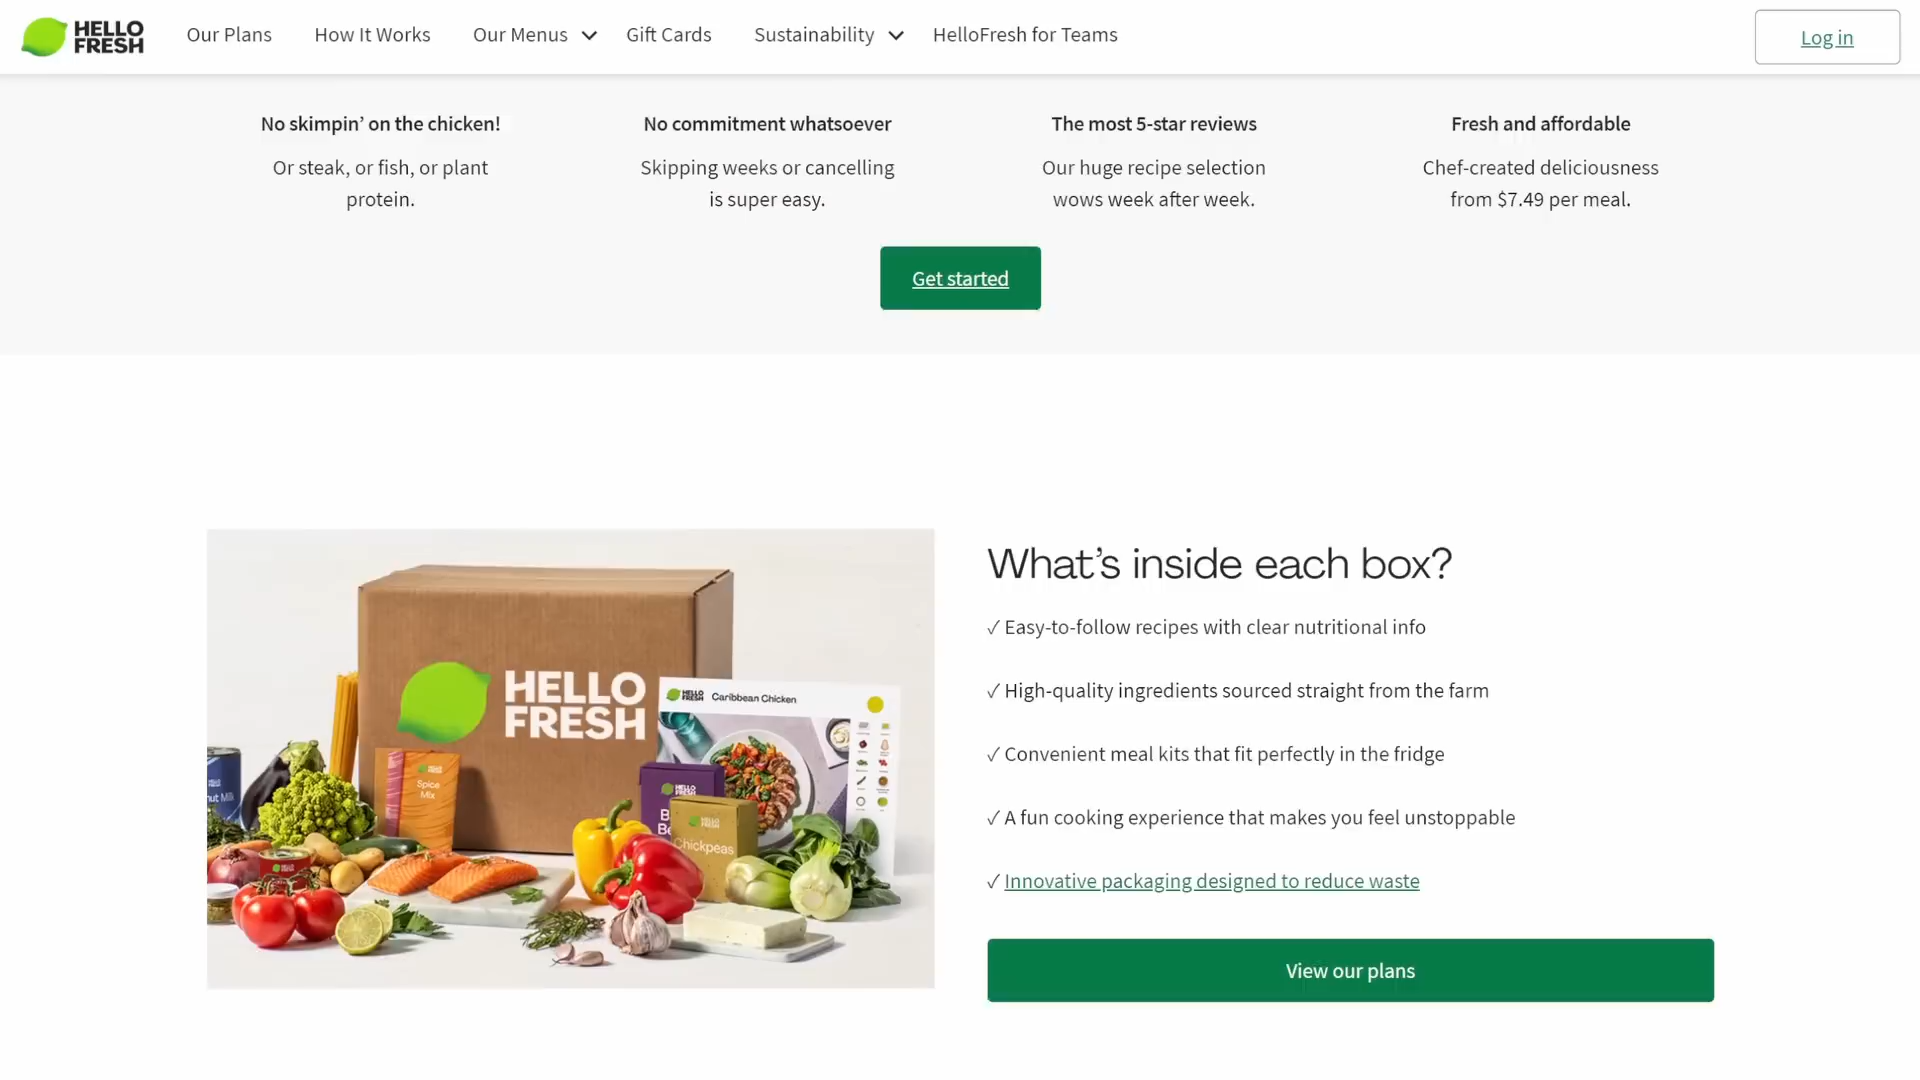 HELLO
FRESH
Our Plans
How It Works
Our Menus
Gift Cards
Sustainability
HelloFresh for Teams
Log in
No skimpin’ on the chicken!
Or steak, or fish, or plant
protein.
No commitment whatsoever
Skipping weeks or cancelling
is super easy.
The most 5-star reviews
Our huge recipe selection
wows week after week.
Fresh and affordable
Chef-created deliciousness
from $7.49 per meal.
Get started
HELLO
FRESH
HELLO
FRESH
Caribbean Chicken
Spice
Mix
HELLO
FRESH
Chickpeas
What’s inside each box?
✓ Easy-to-follow recipes with clear nutritional info
✓ High-quality ingredients sourced straight from the farm
✓ Convenient meal kits that fit perfectly in the fridge
✓ A fun cooking experience that makes you feel unstoppable
✓ Innovative packaging designed to reduce waste
View our plans